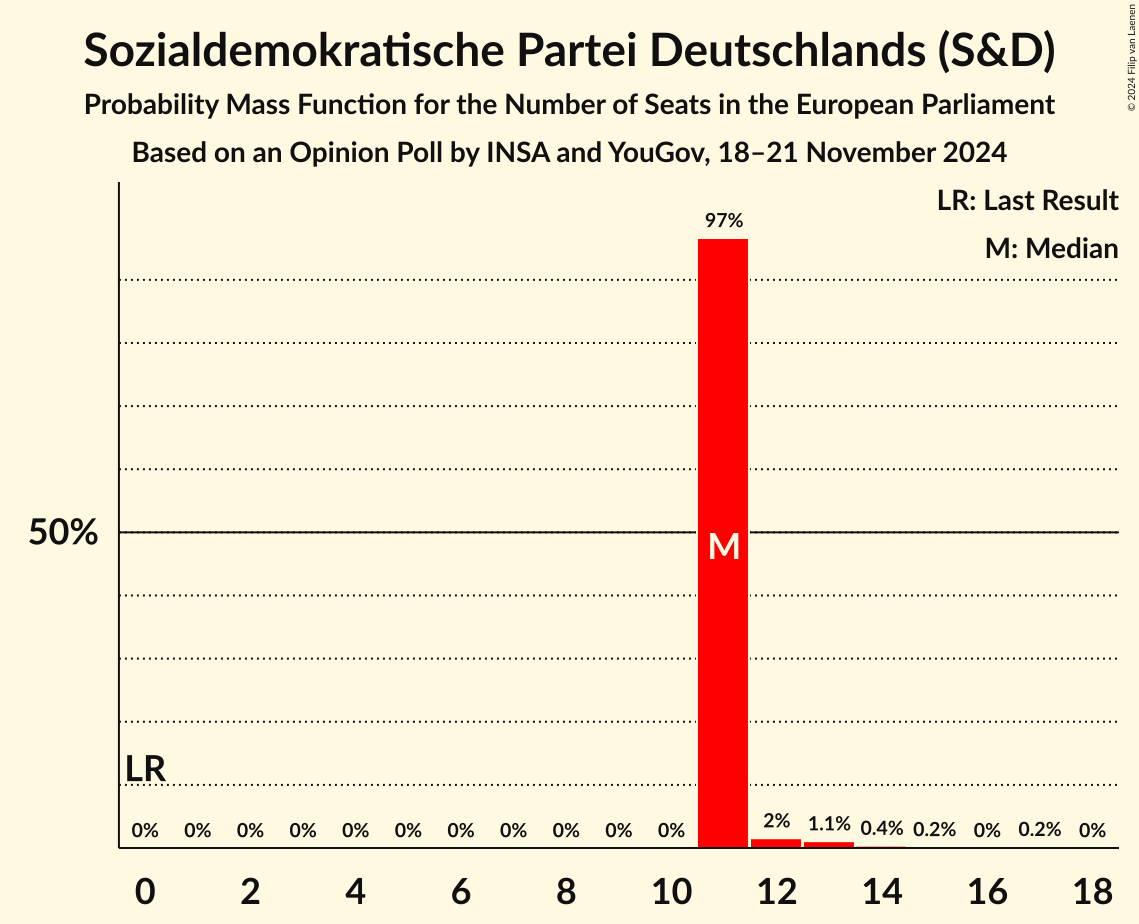 Sozialdemokratische Partei Deutschlands (S&D)
Probability Mass Function for the Number of Seats in the European Parliament
Based on an Opinion Poll by INSA and YouGov, 18–21 November 2024
© 2024 Filip van Laenen
LR: Last Result
M: Median
97%
50%
M
LR
0% 0% 0% 0% 0% 0% 0% 0% 0% 0% 0% 2% 1.1% 0.4% 0.2% 0% 0.2% 0%
0 2 4 6 8 10 12 14 16 18